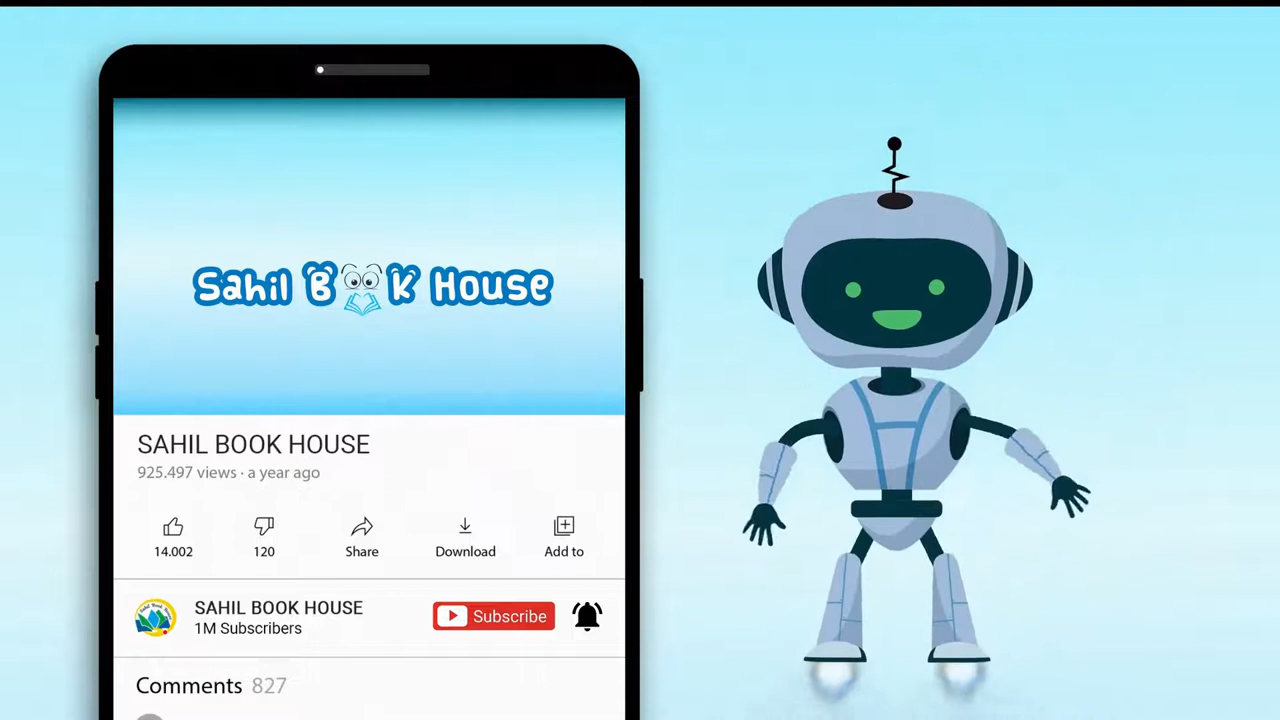 Sahil Book House
SAHIL BOOK HOUSE
925.497 views · a year ago
14.002
120
Share
Download
Add to
SAHIL BOOK HOUSE
1M Subscribers
Subscribe
Comments 827